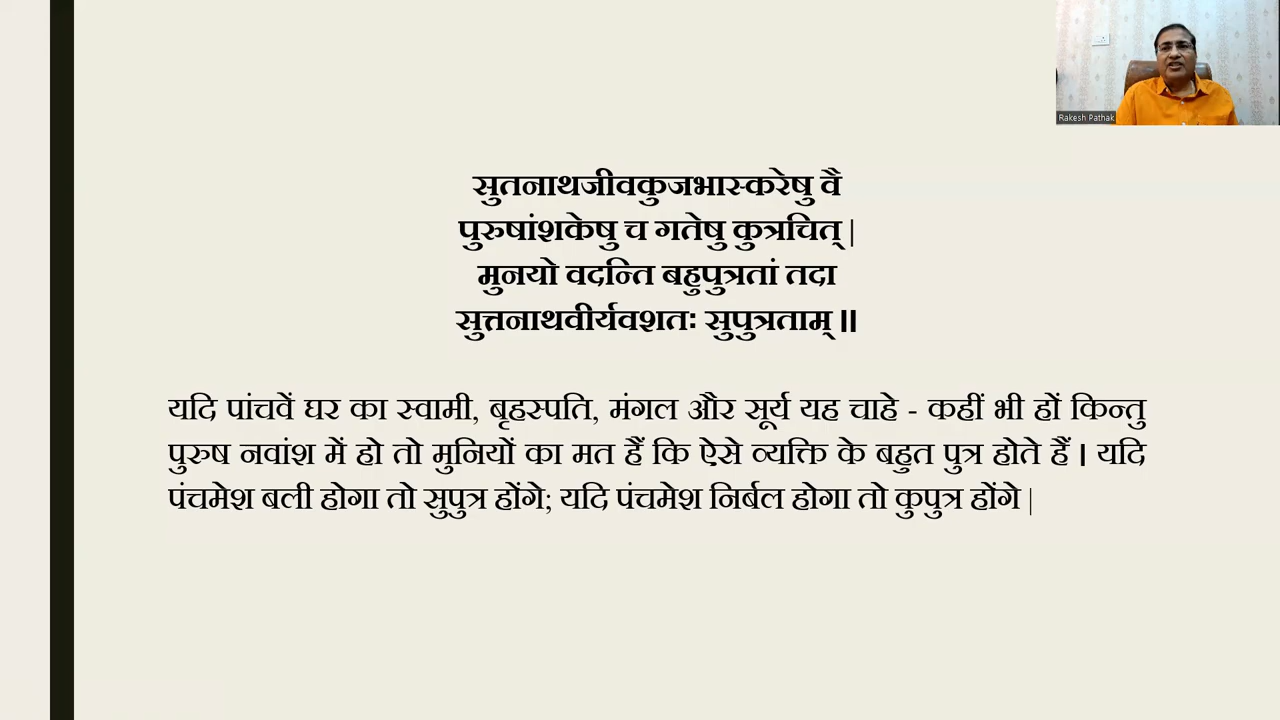 Rakesh Pathak
सुतनाथजीवकुजभास्करेषु वै
पुरुषांशकेषु च गतेषु कुत्रचित् |
मुनयो वदन्ति बहुपुत्रतां तदा
सुत्तनाथवीर्यवशतः सुपुत्रताम् ॥
यदि पांचवें घर का स्वामी, बृहस्पति, मंगल और सूर्य यह चाहे - कहीं भी हों किन्तु
पुरुष नवांश में हो तो मुनियों का मत हैं कि ऐसे व्यक्ति के बहुत पुत्र होते हैं । यदि
पंचमेश बली होगा तो सुपुत्र होंगे; यदि पंचमेश निर्बल होगा तो कुपुत्र होंगे |